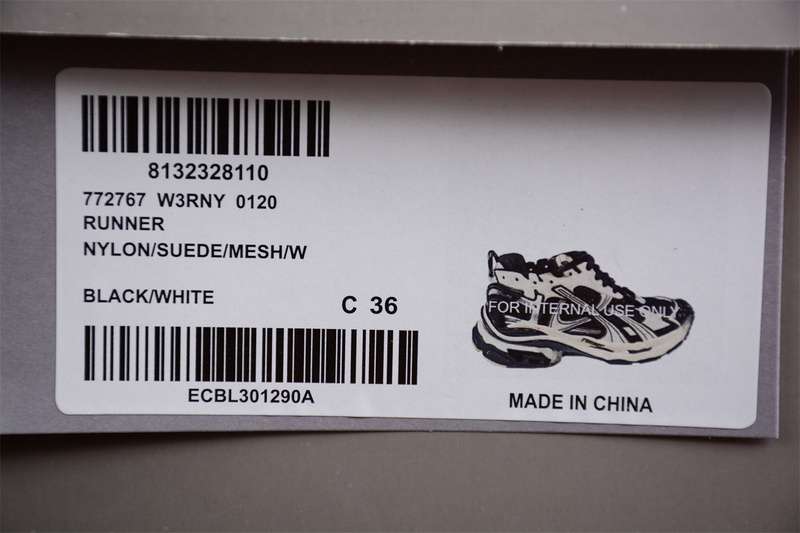 8132328110
772767 W3RNY 0120
RUNNER
NYLON/SUEDE/MESH/W
BLACK/WHITE
C 36
ECBL301290A
FOR INTERNAL USE ONLY
MADE IN CHINA